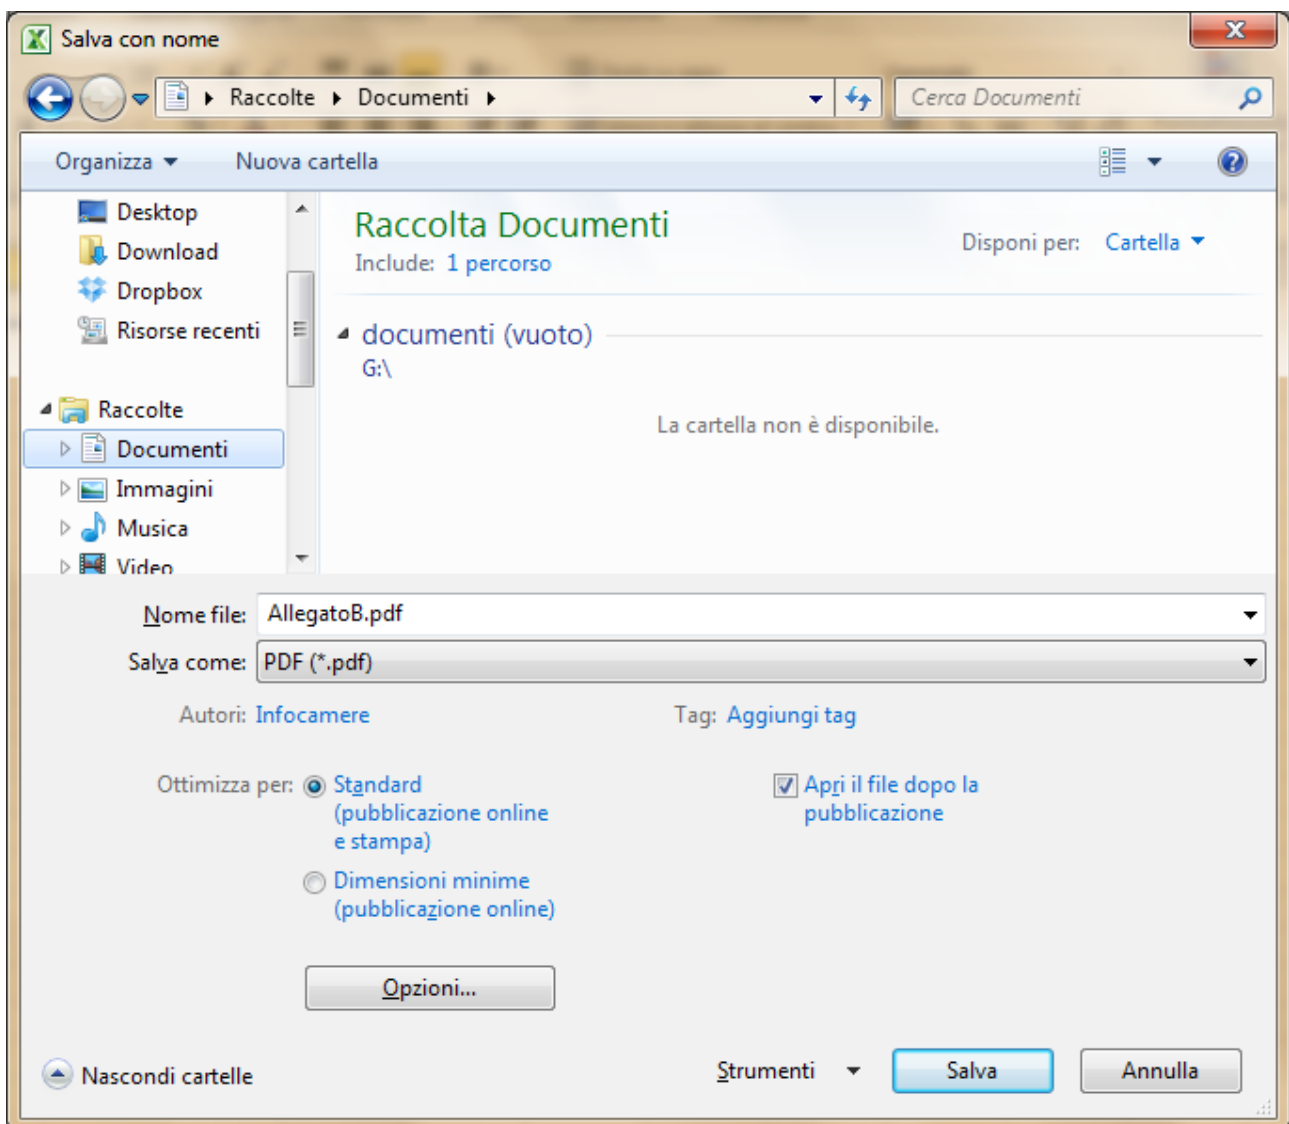 Salva con nome
Raccolte Documenti
Cerca Documenti
Organizza Nuova cartella
Desktop
Download
Dropbox
Risorse recenti
Raccolte
Documenti
Immagini
Musica
Video
Raccolta Documenti
Include: 1 percorso
Disponi per: Cartella
documenti (vuoto)
G:\
La cartella non è disponibile.
Nome file: AllegatoB.pdf
Salva come: PDF (*.pdf)
Autori: Infocamere Tag: Aggiungi tag
Ottimizza per: Standard
(pubblicazione online
e stampa)
Dimensioni minime
(pubblicazione online)
Apri il file dopo la
pubblicazione
Opzioni...
Nascondi cartelle
Strumenti
Salva
Annulla